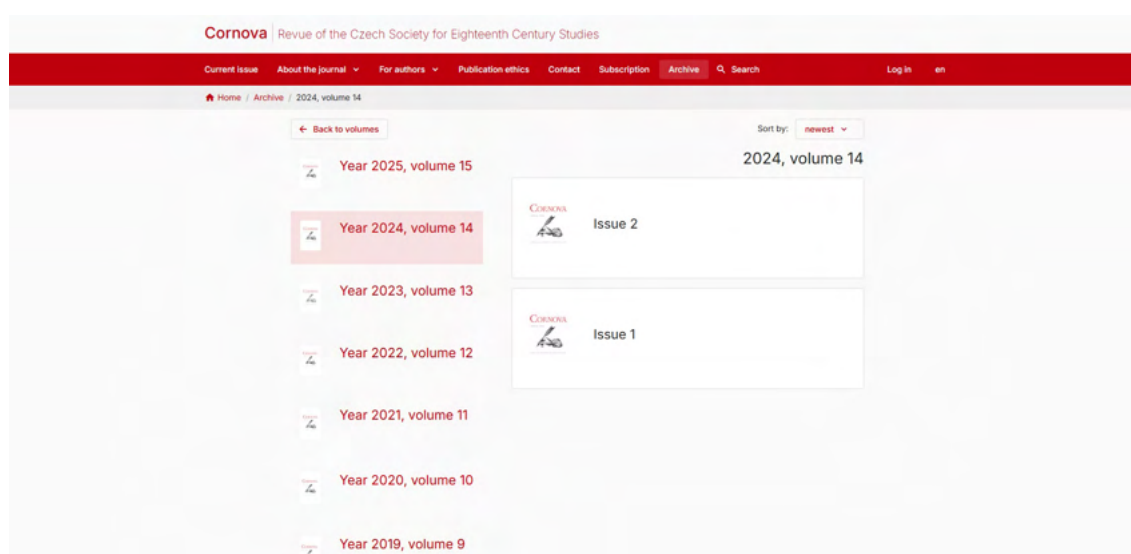 Cornova Revue of the Czech Society for Eighteenth Century Studies
Current issue About the journal For authors Publication ethics Contact Subscription Archive Search Log in en
Home / Archive / 2024, volume 14
← Back to volumes
Sort by: newest
2024, volume 14
Year 2025, volume 15
Year 2024, volume 14
Year 2023, volume 13
Year 2022, volume 12
Year 2021, volume 11
Year 2020, volume 10
Year 2019, volume 9
CORNOVA
Issue 2
CORNOVA
Issue 1